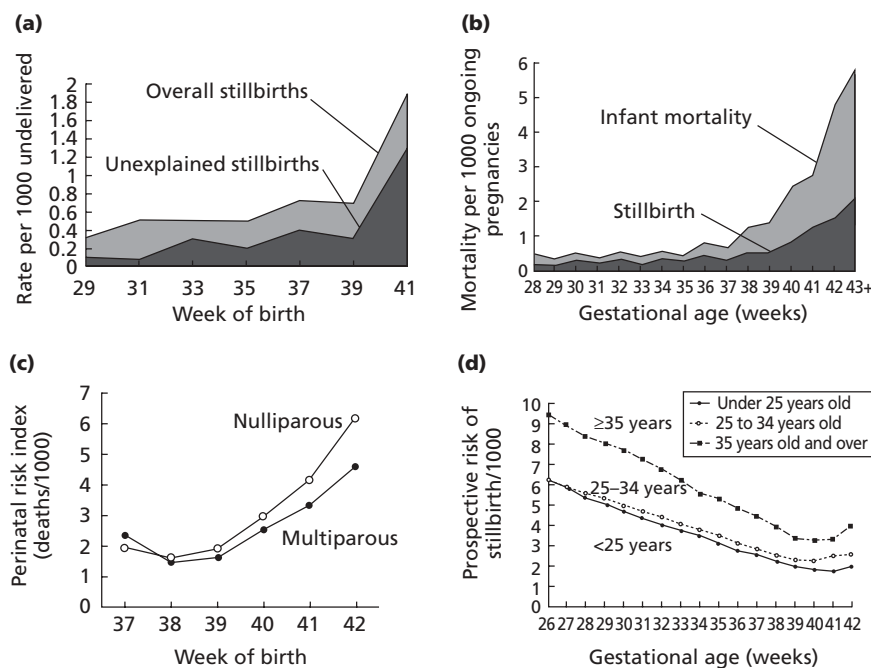 (a)
Rate per 1000 undelivered
2
1.8
1.6
1.4
1.2
1
0.8
0.6
0.4
0.2
0
Overall stillbirths
Unexplained stillbirths
29 31 33 35 37 39 41
Week of birth
(b)
Mortality per 1000 ongoing
pregnancies
6
5
4
3
2
1
0
Infant mortality
Stillbirth
28 29 30 31 32 33 34 35 36 37 38 39 40 41 42 43+
Gestational age (weeks)
(c)
Perinatal risk index
(deaths/1000)
7
6
5
4
3
2
1
0
Nulliparous
Multiparous
37 38 39 40 41 42
Week of birth
(d)
Prospective risk of
stillbirth/1000
10
9
8
7
6
5
4
3
2
1
0
≥35 years
25–34 years
<25 years
Under 25 years old
25 to 34 years old
35 years old and over
26 27 28 29 30 31 32 33 34 35 36 37 38 39 40 41 42
Gestational age (weeks)